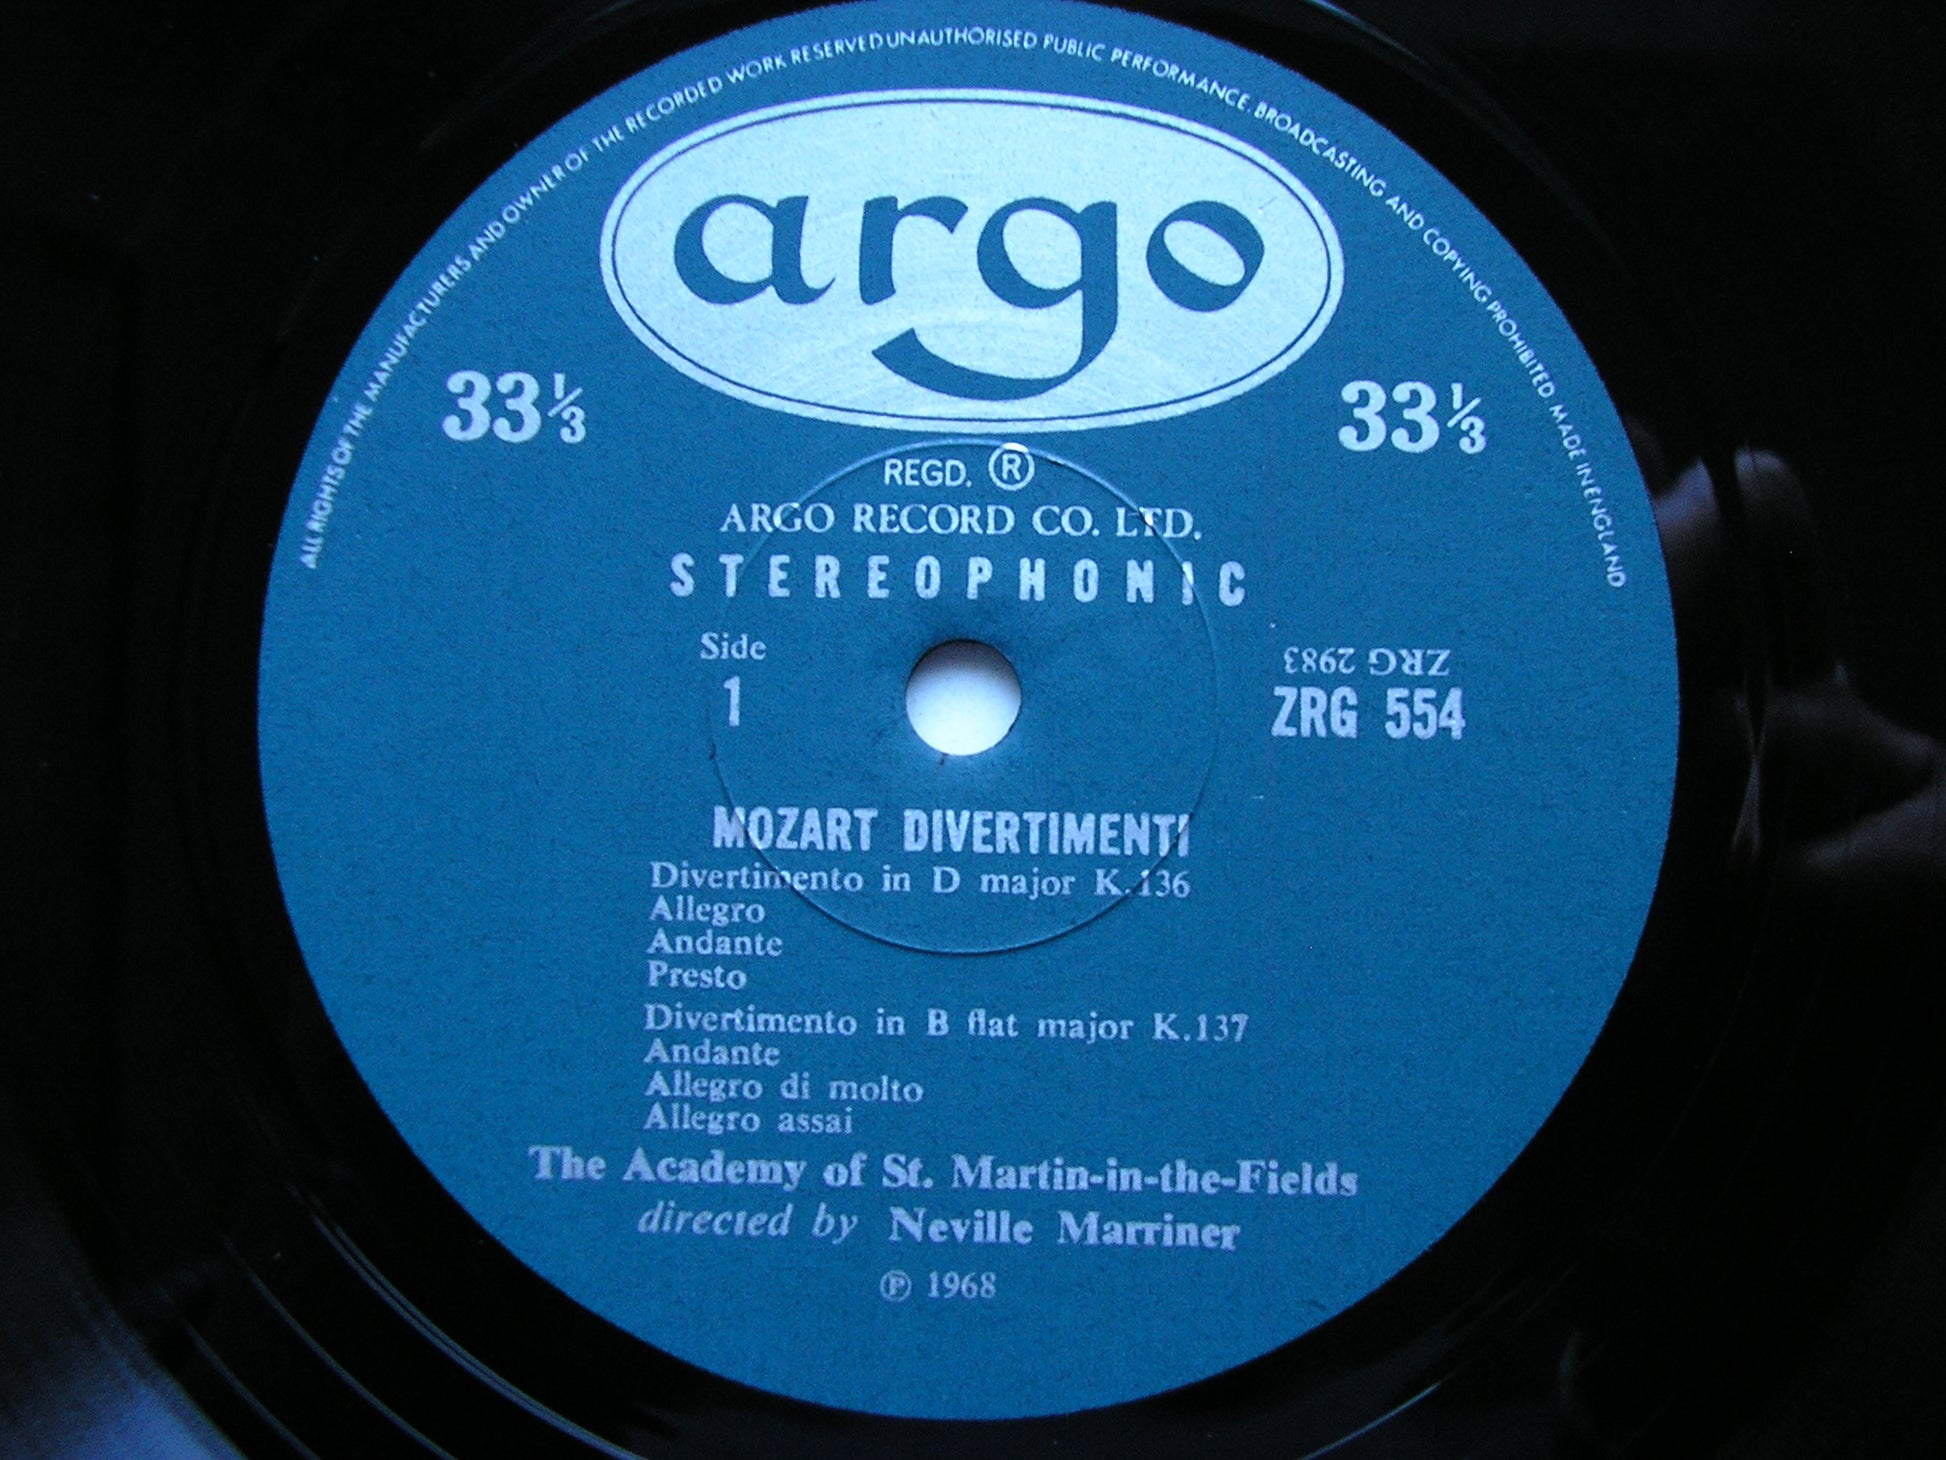 ALL RIGHTS OF THE MANUFACTURERS AND OWNER OF THE RECORDED WORK RESERVED UNAUTHORISED PUBLIC PERFORMANCE, BROADCASTING AND COPYING PROHIBITED MADE IN ENGLAND
argo
33⅓ 33⅓
REGD. ®
ARGO RECORD CO. LTD.
STEREOPHONIC
Side
1
ZRG 2983
ZRG 554
MOZART DIVERTIMENTI
Divertimento in D major K.136
Allegro
Andante
Presto
Divertimento in B flat major K.137
Andante
Allegro di molto
Allegro assai
The Academy of St. Martin-in-the-Fields
directed by Neville Marriner
℗ 1968